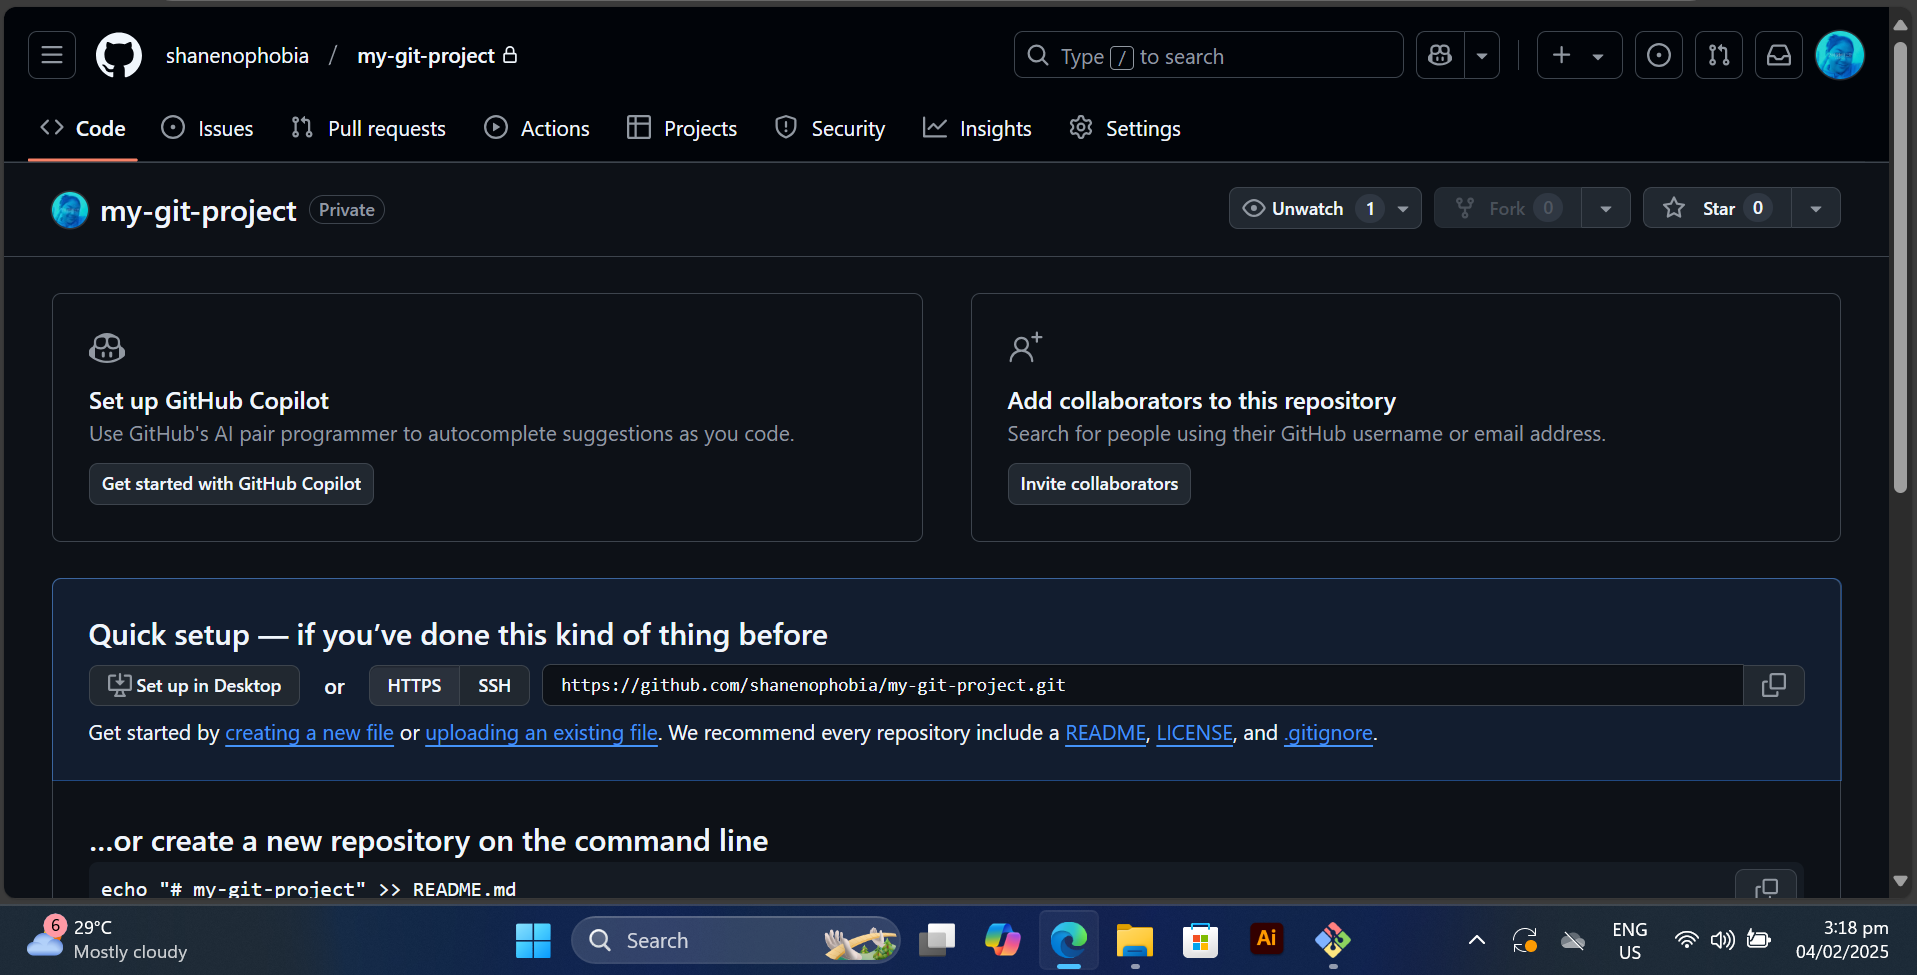 shanenophobia / my-git-project
Type / to search
Code Issues Pull requests Actions Projects Security Insights Settings
my-git-project Private
Unwatch 1 Fork 0 Star 0
Set up GitHub Copilot
Use GitHub's AI pair programmer to autocomplete suggestions as you code.
Get started with GitHub Copilot
Add collaborators to this repository
Search for people using their GitHub username or email address.
Invite collaborators
Quick setup — if you’ve done this kind of thing before
Set up in Desktop or HTTPS SSH https://github.com/shanenophobia/my-git-project.git
Get started by creating a new file or uploading an existing file. We recommend every repository include a README, LICENSE, and .gitignore.
…or create a new repository on the command line
echo "# my-git-project" >> README.md
6
29°C
Mostly cloudy
Search
Ai
ENG
US
3:18 pm
04/02/2025